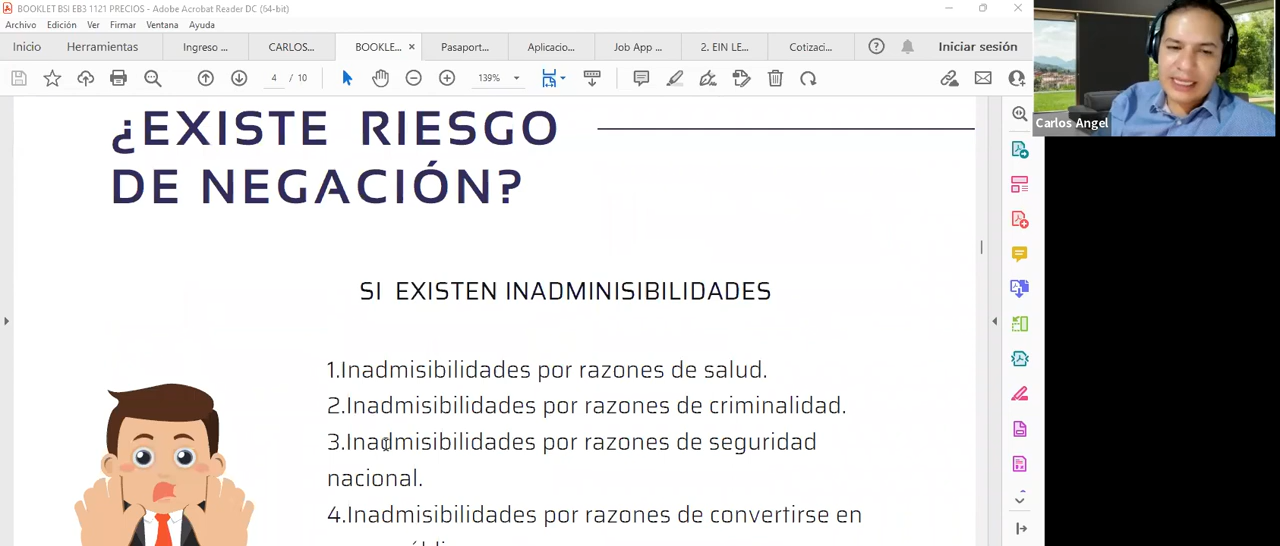 BOOKLET BSI EB3 1121 PRECIOS - Adobe Acrobat Reader DC (64-bit)
Archivo Edición Ver Firmar Ventana Ayuda
Inicio Herramientas Ingreso ... CARLOS... BOOKLE... × Pasaport... Aplicacio... Job App ... 2. EIN LE... Cotizaci... Iniciar sesión
4 / 10 139%
Carlos Angel
¿EXISTE RIESGO
DE NEGACIÓN?
SI EXISTEN INADMINISIBILIDADES
1.Inadmisibilidades por razones de salud.
2.Inadmisibilidades por razones de criminalidad.
3.Inadmisibilidades por razones de seguridad
nacional.
4.Inadmisibilidades por razones de convertirse en